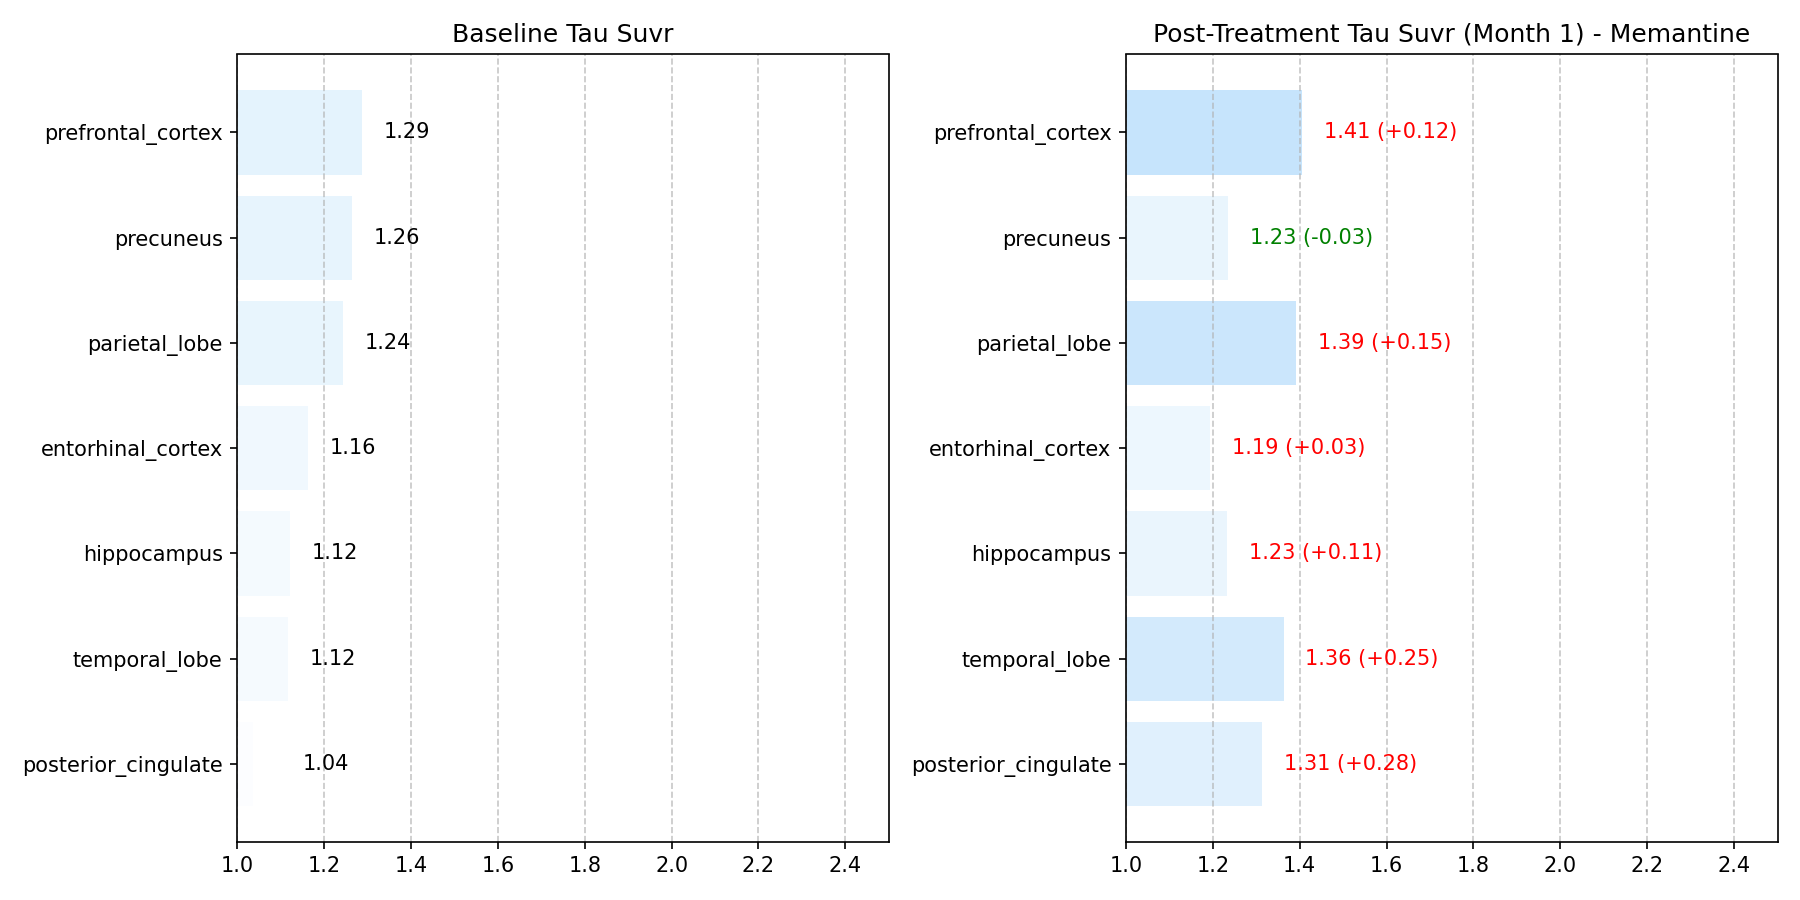 Baseline Tau Suvr
prefrontal_cortex 1.29
precuneus 1.26
parietal_lobe 1.24
entorhinal_cortex 1.16
hippocampus 1.12
temporal_lobe 1.12
posterior_cingulate 1.04
1.0 1.2 1.4 1.6 1.8 2.0 2.2 2.4
Post-Treatment Tau Suvr (Month 1) - Memantine
prefrontal_cortex 1.41 (+0.12)
precuneus 1.23 (-0.03)
parietal_lobe 1.39 (+0.15)
entorhinal_cortex 1.19 (+0.03)
hippocampus 1.23 (+0.11)
temporal_lobe 1.36 (+0.25)
posterior_cingulate 1.31 (+0.28)
1.0 1.2 1.4 1.6 1.8 2.0 2.2 2.4